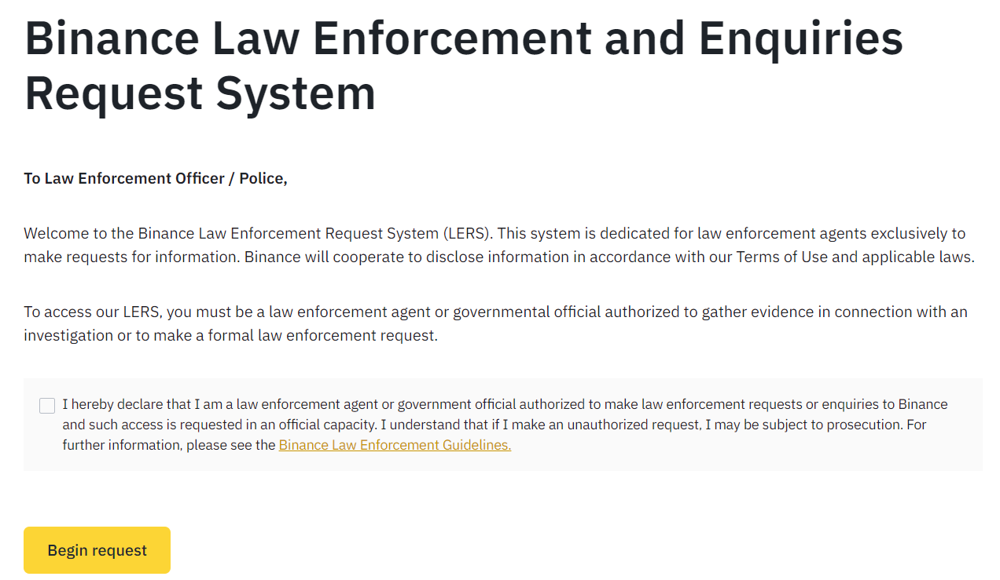 Binance Law Enforcement and Enquiries
Request System
To Law Enforcement Officer / Police,
Welcome to the Binance Law Enforcement Request System (LERS). This system is dedicated for law enforcement agents exclusively to
make requests for information. Binance will cooperate to disclose information in accordance with our Terms of Use and applicable laws.
To access our LERS, you must be a law enforcement agent or governmental official authorized to gather evidence in connection with an
investigation or to make a formal law enforcement request.
I hereby declare that I am a law enforcement agent or government official authorized to make law enforcement requests or enquiries to Binance
and such access is requested in an official capacity. I understand that if I make an unauthorized request, I may be subject to prosecution. For
further information, please see the Binance Law Enforcement Guidelines.
Begin request